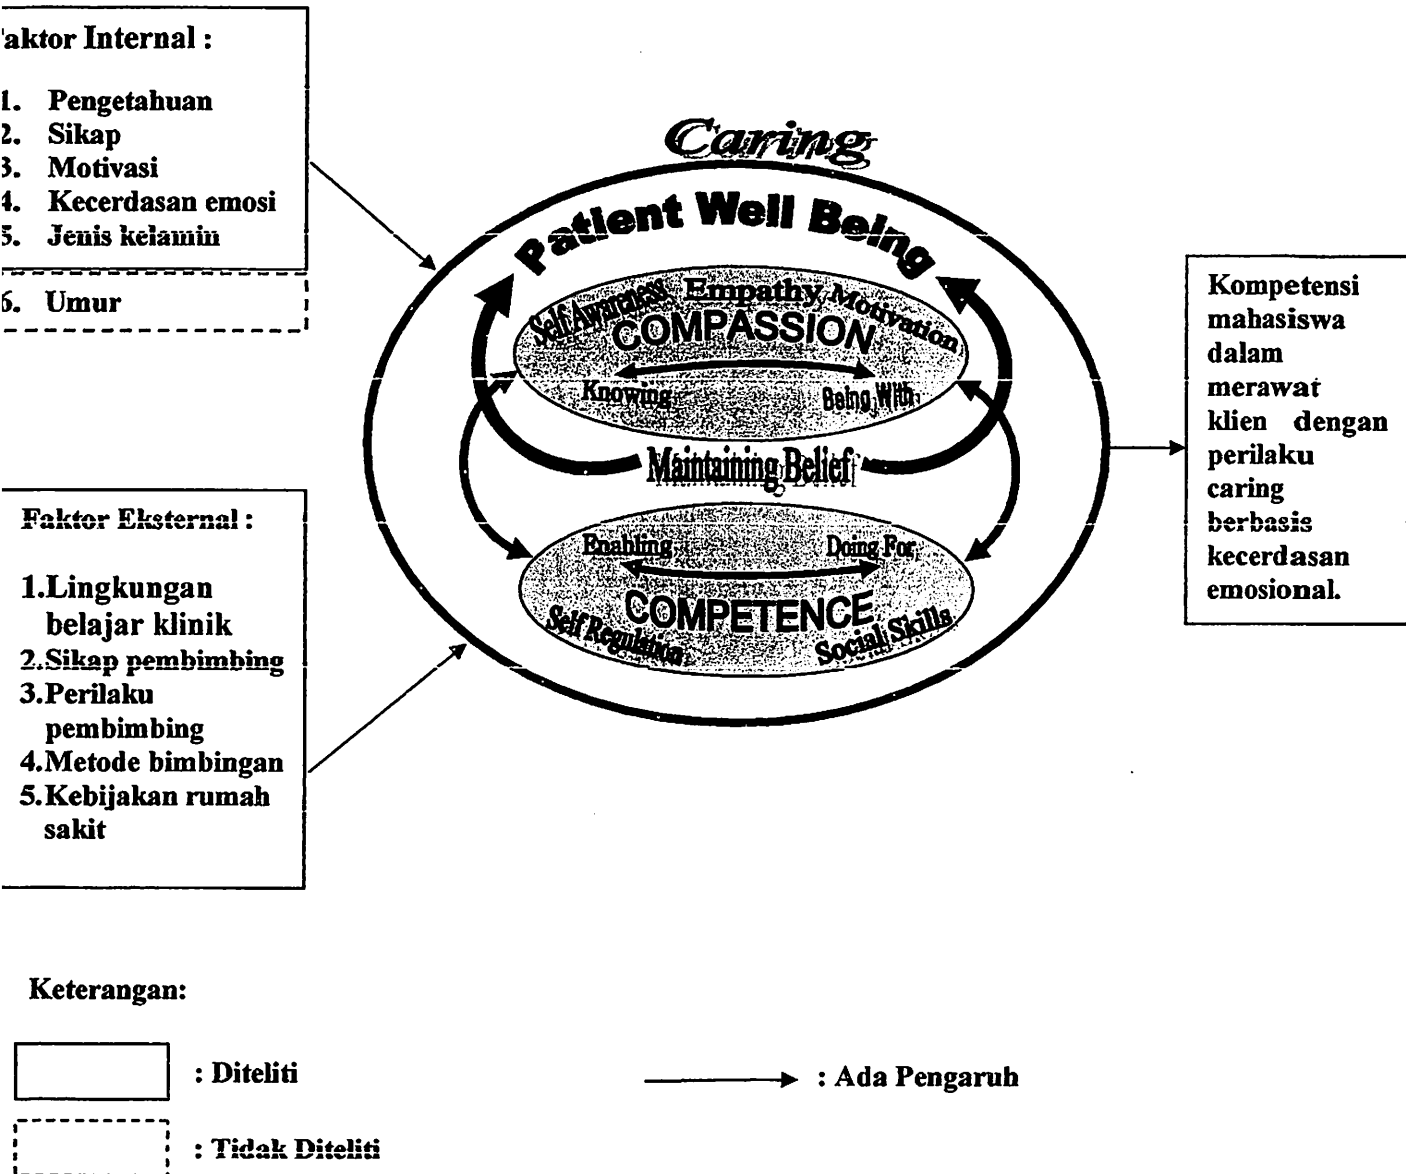 aktor Internal :
1. Pengetahuan
2. Sikap
3. Motivasi
4. Kecerdasan emosi
5. Jenis kelamin
6. Umur
Faktor Eksternal :
1.Lingkungan
belajar klinik
2.Sikap pembimbing
3.Perilaku
pembimbing
4.Metode bimbingan
5.Kebijakan rumah
sakit
Caring
Patient Well Being
Self Awareness Empathy Motivation
COMPASSION
Knowing Being With
Maintaining Belief
Enabling Doing For
COMPETENCE
Self Regulation Social Skills
Kompetensi
mahasiswa
dalam
merawat
klien dengan
perilaku
caring
berbasis
kecerdasan
emosional.
Keterangan:
: Diteliti
: Ada Pengaruh
: Tidak Diteliti